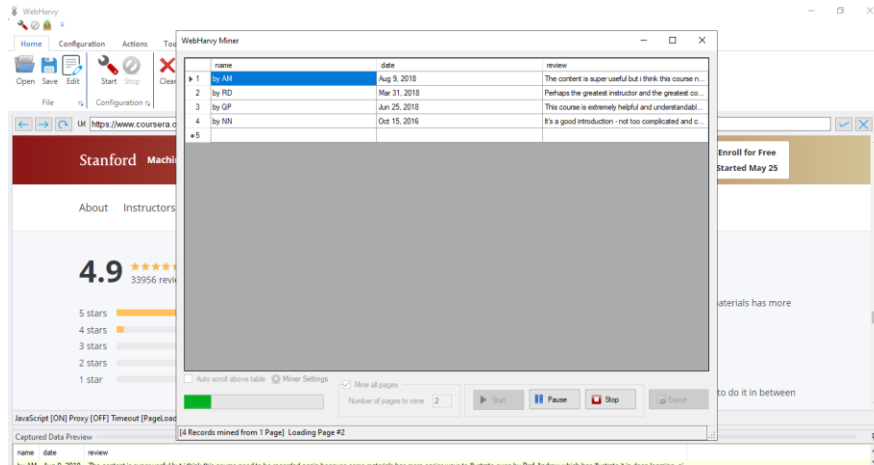 WebHarvy
Home Configuration Actions Too
Open Save Edit Start Stop Clear
File Configuration
Url https://www.coursera.o
Stanford Machi
Enroll for Free
Started May 25
About Instructors
4.9
33956 revi
5 stars
4 stars
3 stars
2 stars
1 star
aterials has more
to do it in between
WebHarvy Miner
name date review
1 by AM Aug 9, 2018 The content is super useful but i think this course n...
2 by RD Mar 31, 2018 Perhaps the greatest instructor and the greatest co...
3 by QP Jun 25, 2018 This course is extremely helpful and understandabl...
4 by NN Oct 15, 2016 It's a good introduction - not too complicated and c...
5
Auto scroll above table Miner Settings
Mine all pages
Number of pages to mine 2
Start Pause Stop Export
[4 Records mined from 1 Page] Loading Page #2
JavaScript [ON] Proxy [OFF] Timeout [PageLoad
Captured Data Preview
name date review